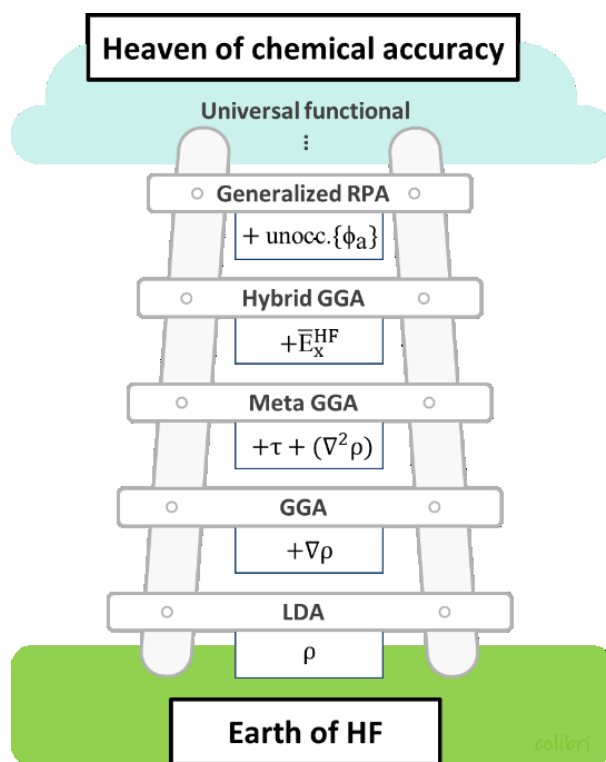 Heaven of chemical accuracy
Universal functional
⋮
Generalized RPA
+ unocc.{ϕₐ}
Hybrid GGA
+E̅ₓᴴᶠ
Meta GGA
+τ + (∇²ρ)
GGA
+∇ρ
LDA
ρ
Earth of HF
colibri